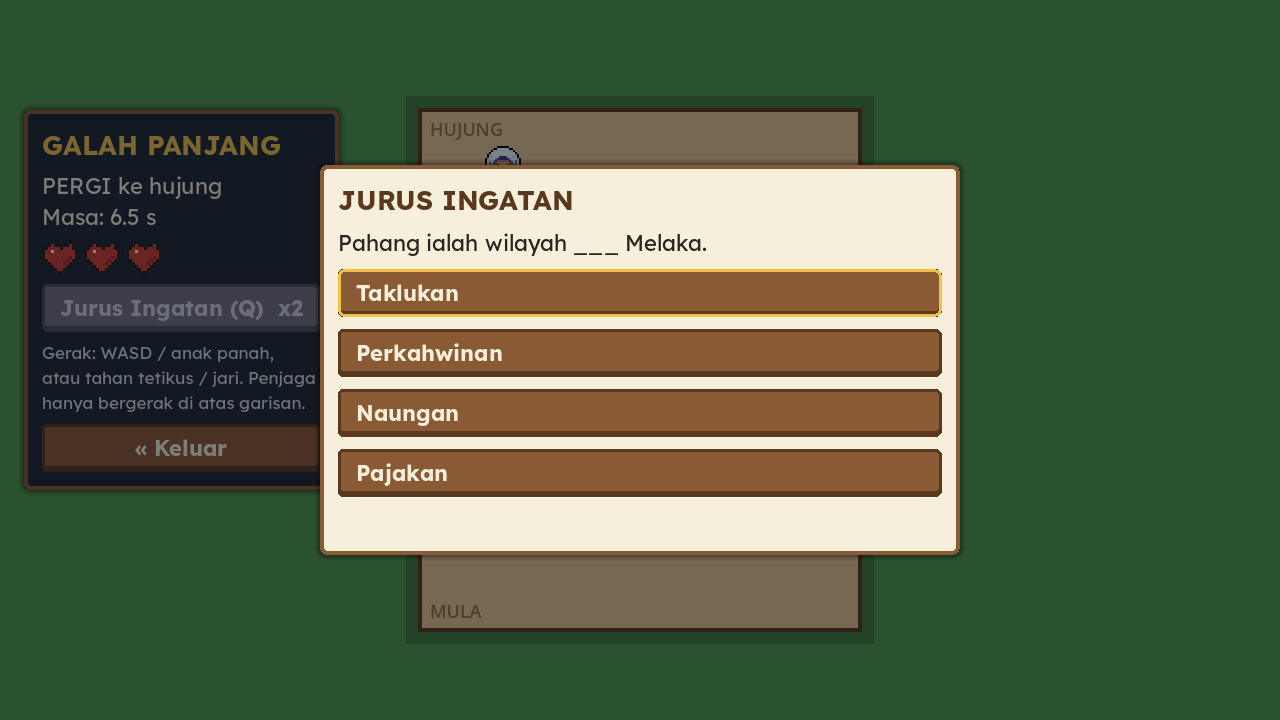 GALAH PANJANG
PERGI ke hujung
Masa: 6.5 s
Jurus Ingatan (Q) x2
Gerak: WASD / anak panah,
atau tahan tetikus / jari. Penjaga
hanya bergerak di atas garisan.
« Keluar
HUJUNG
JURUS INGATAN
Pahang ialah wilayah ___ Melaka.
Taklukan
Perkahwinan
Naungan
Pajakan
MULA